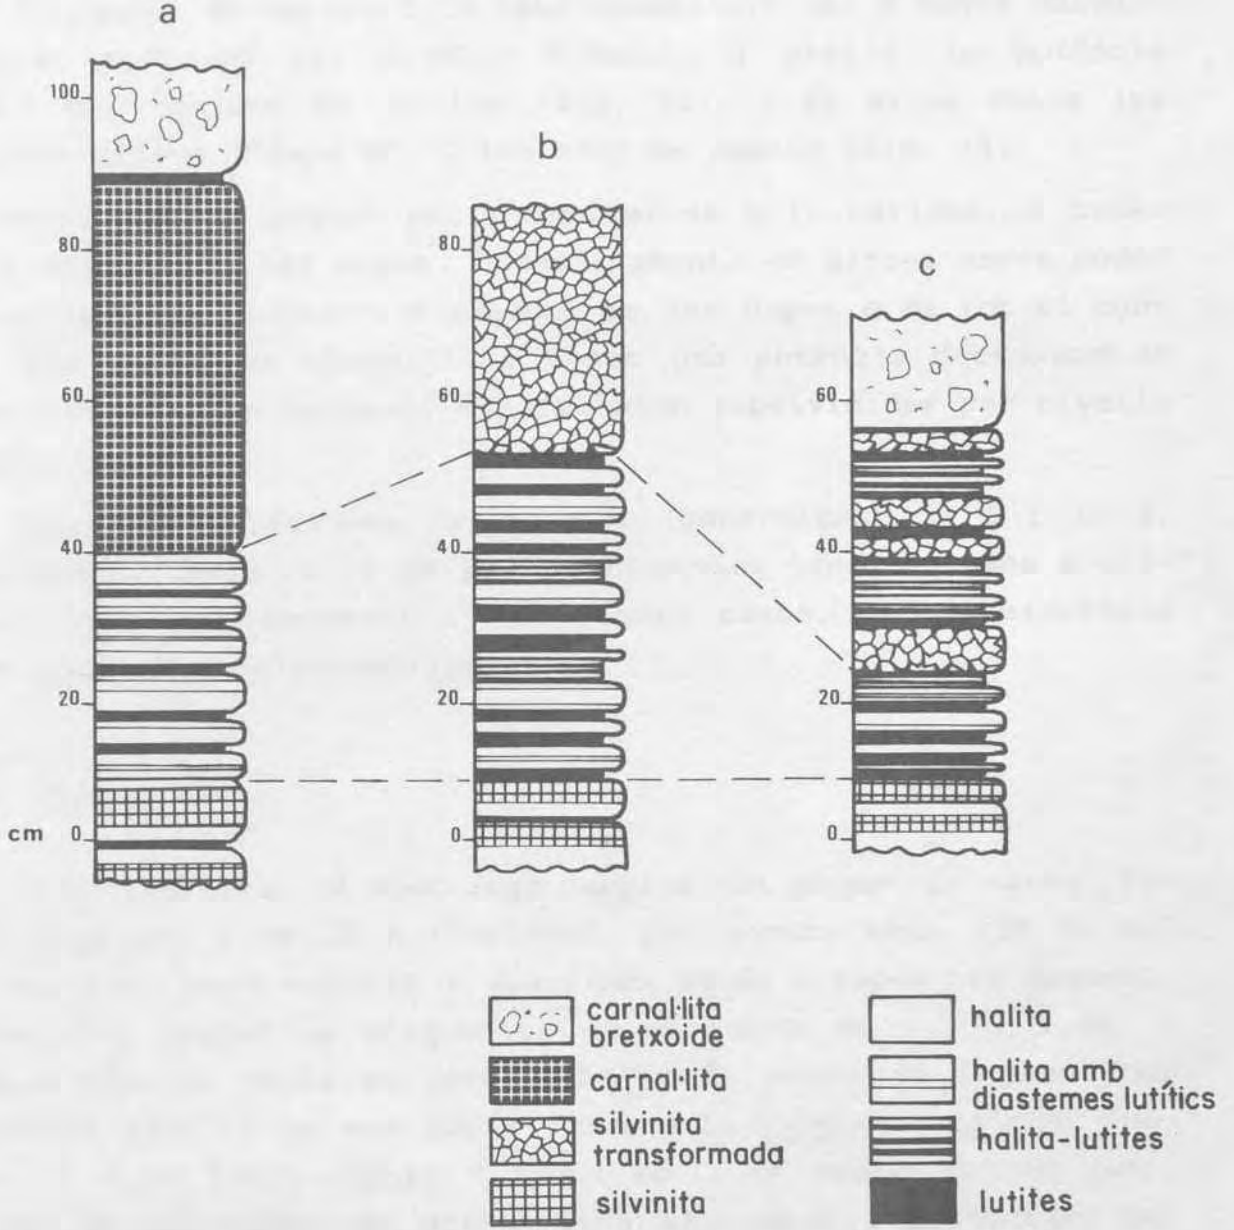 a
100
80
60
40
20
cm 0
b
80
60
40
20
0
c
60
40
20
0
carnal·lita
bretxoide
carnal·lita
silvinita
transformada
silvinita
halita
halita amb
diastemes lutítics
halita-lutites
lutites